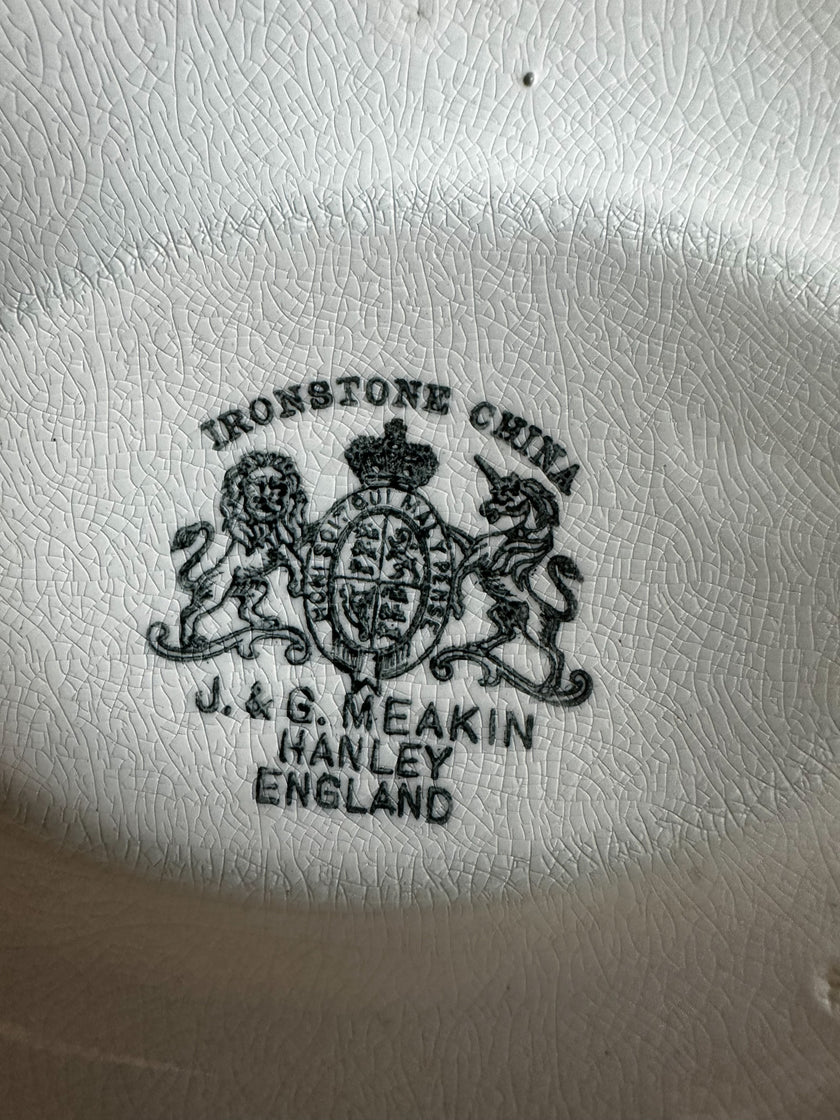 IRONSTONE CHINA
HONI SOIT QUI MAL Y PENSE
J. & G. MEAKIN
HANLEY
ENGLAND